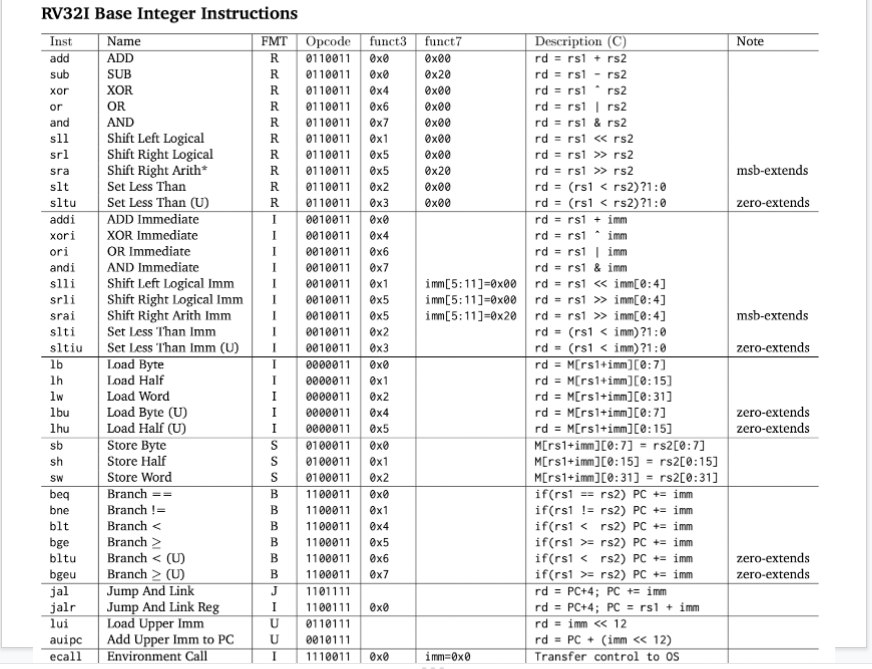 RV32I Base Integer Instructions
Inst Name FMT Opcode funct3 funct7 Description (C) Note
add ADD R 0110011 0x0 0x00 rd = rs1 + rs2
sub SUB R 0110011 0x0 0x20 rd = rs1 - rs2
xor XOR R 0110011 0x4 0x00 rd = rs1 ^ rs2
or OR R 0110011 0x6 0x00 rd = rs1 | rs2
and AND R 0110011 0x7 0x00 rd = rs1 & rs2
sll Shift Left Logical R 0110011 0x1 0x00 rd = rs1 << rs2
srl Shift Right Logical R 0110011 0x5 0x00 rd = rs1 >> rs2
sra Shift Right Arith* R 0110011 0x5 0x20 rd = rs1 >> rs2 msb-extends
slt Set Less Than R 0110011 0x2 0x00 rd = (rs1 < rs2)?1:0
sltu Set Less Than (U) R 0110011 0x3 0x00 rd = (rs1 < rs2)?1:0 zero-extends
addi ADD Immediate I 0010011 0x0 rd = rs1 + imm
xori XOR Immediate I 0010011 0x4 rd = rs1 ^ imm
ori OR Immediate I 0010011 0x6 rd = rs1 | imm
andi AND Immediate I 0010011 0x7 rd = rs1 & imm
slli Shift Left Logical Imm I 0010011 0x1 imm[5:11]=0x00 rd = rs1 << imm[0:4]
srli Shift Right Logical Imm I 0010011 0x5 imm[5:11]=0x00 rd = rs1 >> imm[0:4]
srai Shift Right Arith Imm I 0010011 0x5 imm[5:11]=0x20 rd = rs1 >> imm[0:4] msb-extends
slti Set Less Than Imm I 0010011 0x2 rd = (rs1 < imm)?1:0
sltiu Set Less Than Imm (U) I 0010011 0x3 rd = (rs1 < imm)?1:0 zero-extends
lb Load Byte I 0000011 0x0 rd = M[rs1+imm][0:7]
lh Load Half I 0000011 0x1 rd = M[rs1+imm][0:15]
lw Load Word I 0000011 0x2 rd = M[rs1+imm][0:31]
lbu Load Byte (U) I 0000011 0x4 rd = M[rs1+imm][0:7] zero-extends
lhu Load Half (U) I 0000011 0x5 rd = M[rs1+imm][0:15] zero-extends
sb Store Byte S 0100011 0x0 M[rs1+imm][0:7] = rs2[0:7]
sh Store Half S 0100011 0x1 M[rs1+imm][0:15] = rs2[0:15]
sw Store Word S 0100011 0x2 M[rs1+imm][0:31] = rs2[0:31]
beq Branch == B 1100011 0x0 if(rs1 == rs2) PC += imm
bne Branch != B 1100011 0x1 if(rs1 != rs2) PC += imm
blt Branch < B 1100011 0x4 if(rs1 < rs2) PC += imm
bge Branch ≥ B 1100011 0x5 if(rs1 >= rs2) PC += imm
bltu Branch < (U) B 1100011 0x6 if(rs1 < rs2) PC += imm zero-extends
bgeu Branch ≥ (U) B 1100011 0x7 if(rs1 >= rs2) PC += imm zero-extends
jal Jump And Link J 1101111 rd = PC+4; PC += imm
jalr Jump And Link Reg I 1100111 0x0 rd = PC+4; PC = rs1 + imm
lui Load Upper Imm U 0110111 rd = imm << 12
auipc Add Upper Imm to PC U 0010111 rd = PC + (imm << 12)
ecall Environment Call I 1110011 0x0 imm=0x0 Transfer control to OS